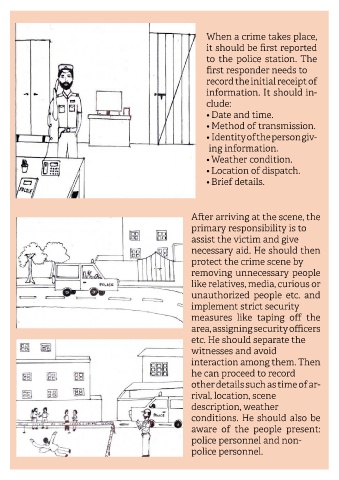 When a crime takes place,
it should be first reported
to the police station. The
first responder needs to
record the initial receipt of
information. It should in-
clude:
• Date and time.
• Method of transmission.
• Identity of the person giv-
ing information.
• Weather condition.
• Location of dispatch.
• Brief details.
After arriving at the scene, the
primary responsibility is to
assist the victim and give
necessary aid. He should then
protect the crime scene by
removing unnecessary people
like relatives, media, curious or
unauthorized people etc. and
implement strict security
measures like taping off the
area, assigning security officers
etc. He should separate the
witnesses and avoid
interaction among them. Then
he can proceed to record
other details such as time of ar-
rival, location, scene
description, weather
conditions. He should also be
aware of the people present:
police personnel and non-
police personnel.
POLICE